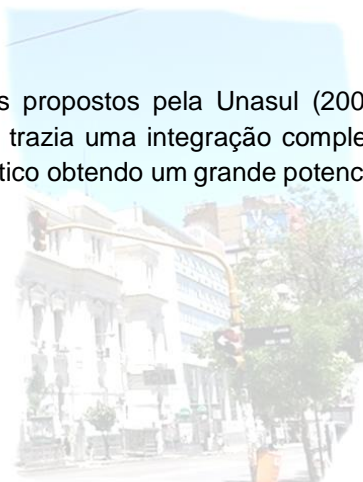 s propostos pela Unasul (200
trazia uma integração comple
tico obtendo um grande potenc